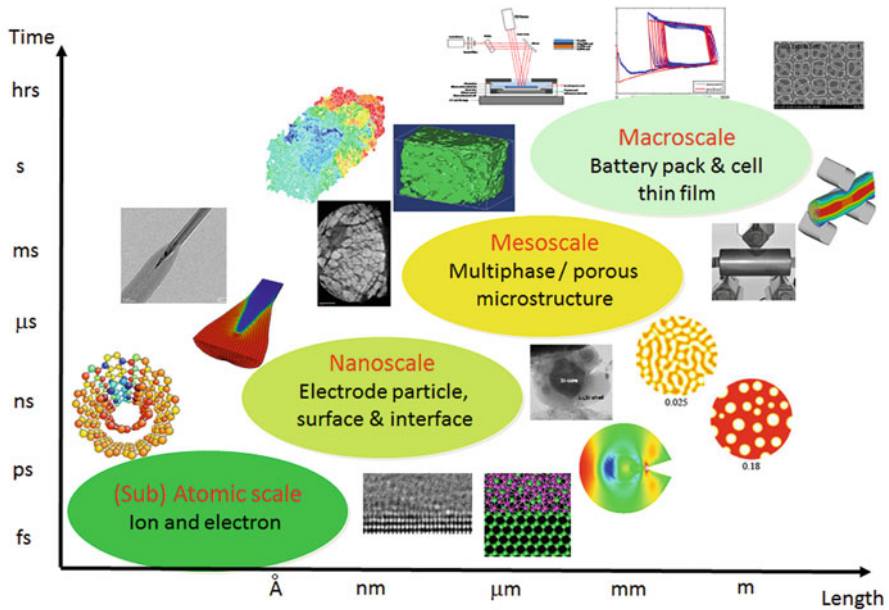 Time
hrs
s
ms
μs
ns
ps
fs
Macroscale
Battery pack & cell
thin film
Mesoscale
Multiphase / porous
microstructure
Nanoscale
Electrode particle,
surface & interface
0.025
0.18
(Sub) Atomic scale
Ion and electron
Å
nm
μm
mm
m
Length